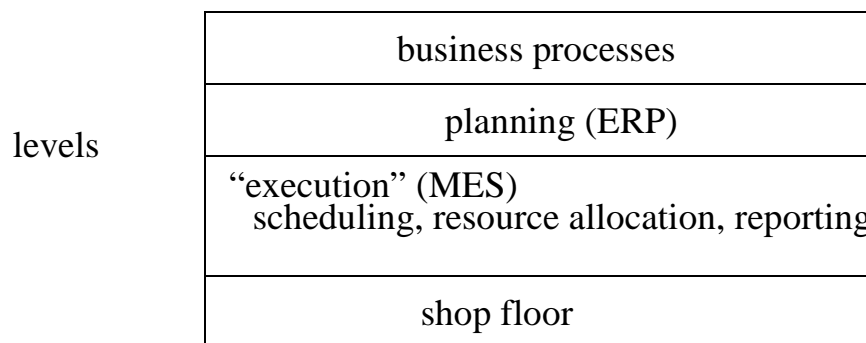 business processes
planning (ERP)
levels
“execution” (MES)
scheduling, resource allocation, reporting
shop floor